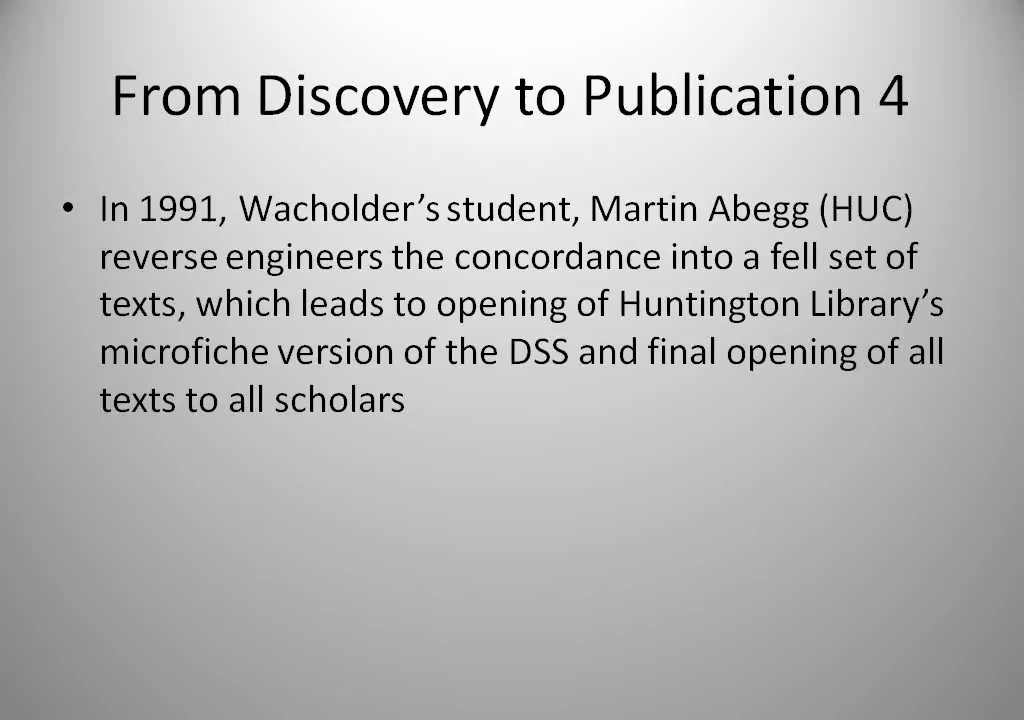 From Discovery to Publication 4
• In 1991, Wacholder’s student, Martin Abegg (HUC)
reverse engineers the concordance into a fell set of
texts, which leads to opening of Huntington Library’s
microfiche version of the DSS and final opening of all
texts to all scholars